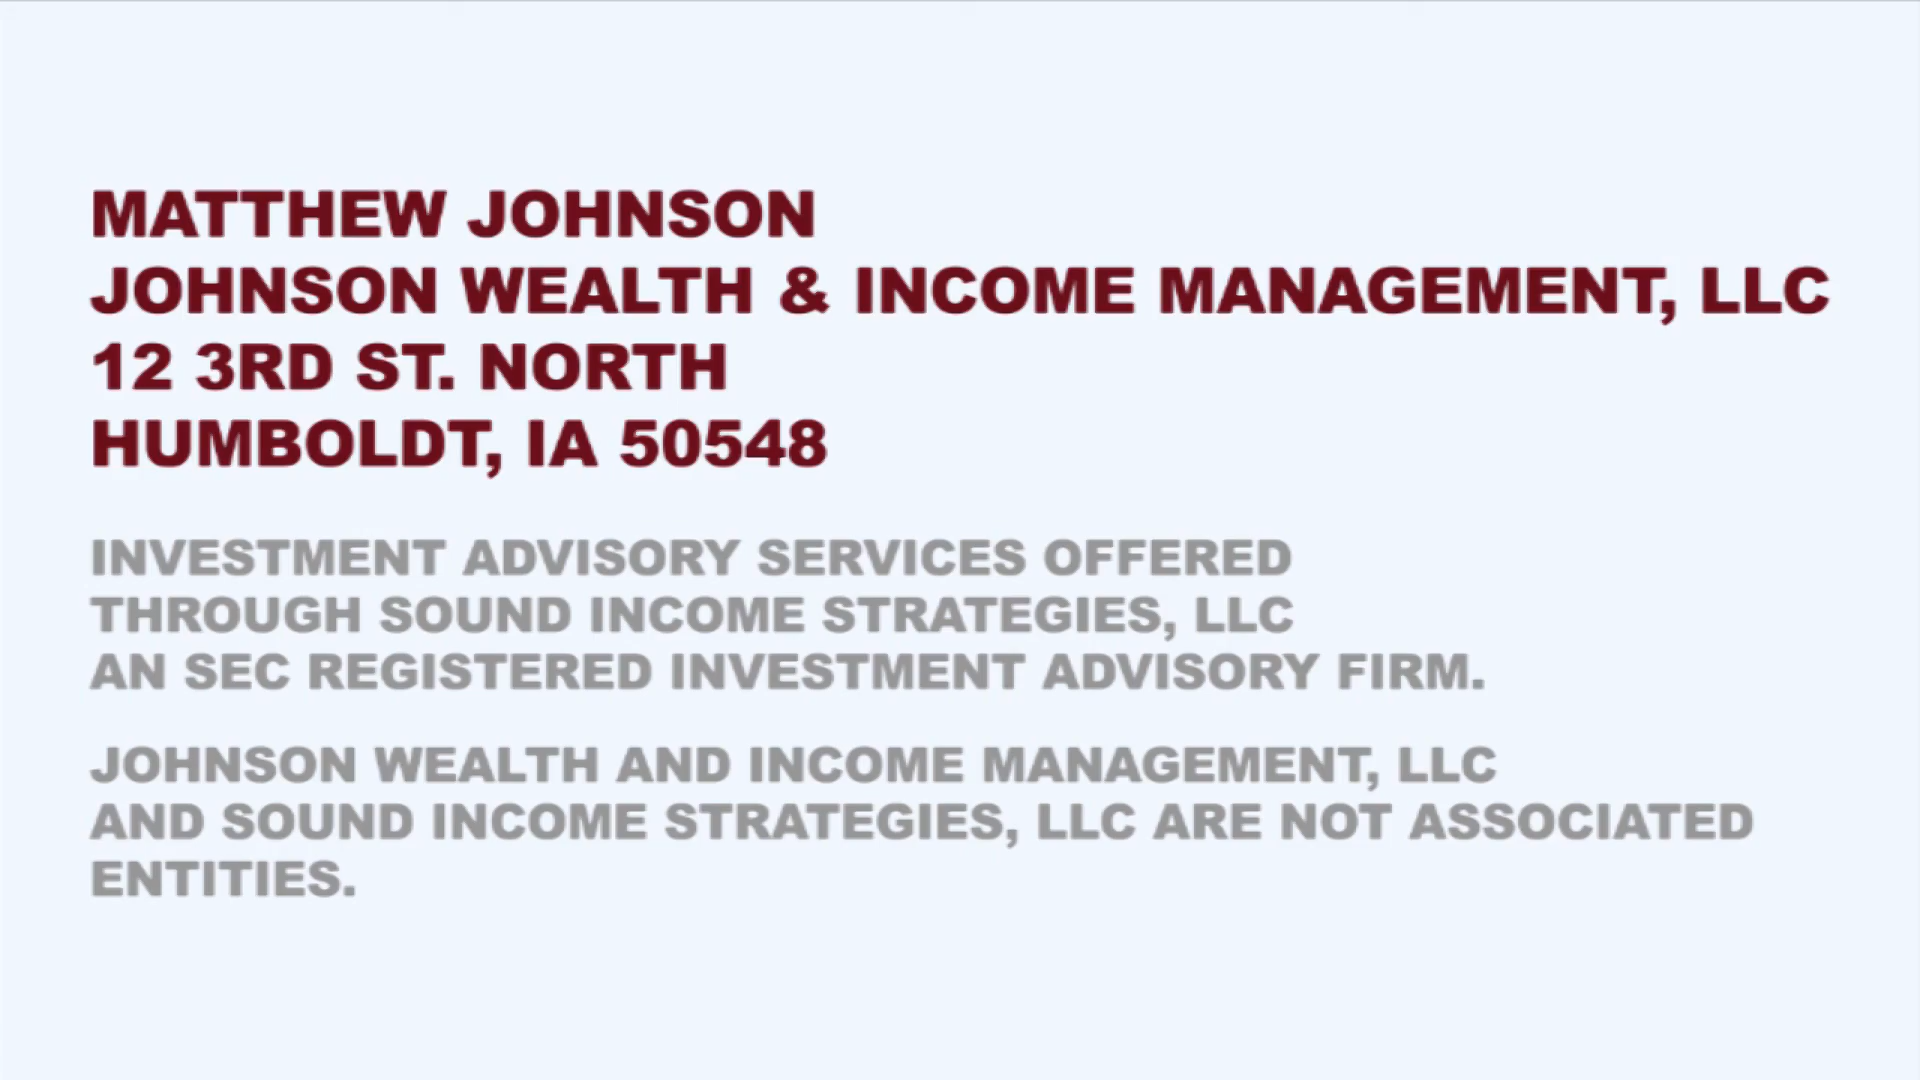 MATTHEW JOHNSON
JOHNSON WEALTH & INCOME MANAGEMENT, LLC
12 3RD ST. NORTH
HUMBOLDT, IA 50548
INVESTMENT ADVISORY SERVICES OFFERED
THROUGH SOUND INCOME STRATEGIES, LLC
AN SEC REGISTERED INVESTMENT ADVISORY FIRM.
JOHNSON WEALTH AND INCOME MANAGEMENT, LLC
AND SOUND INCOME STRATEGIES, LLC ARE NOT ASSOCIATED
ENTITIES.